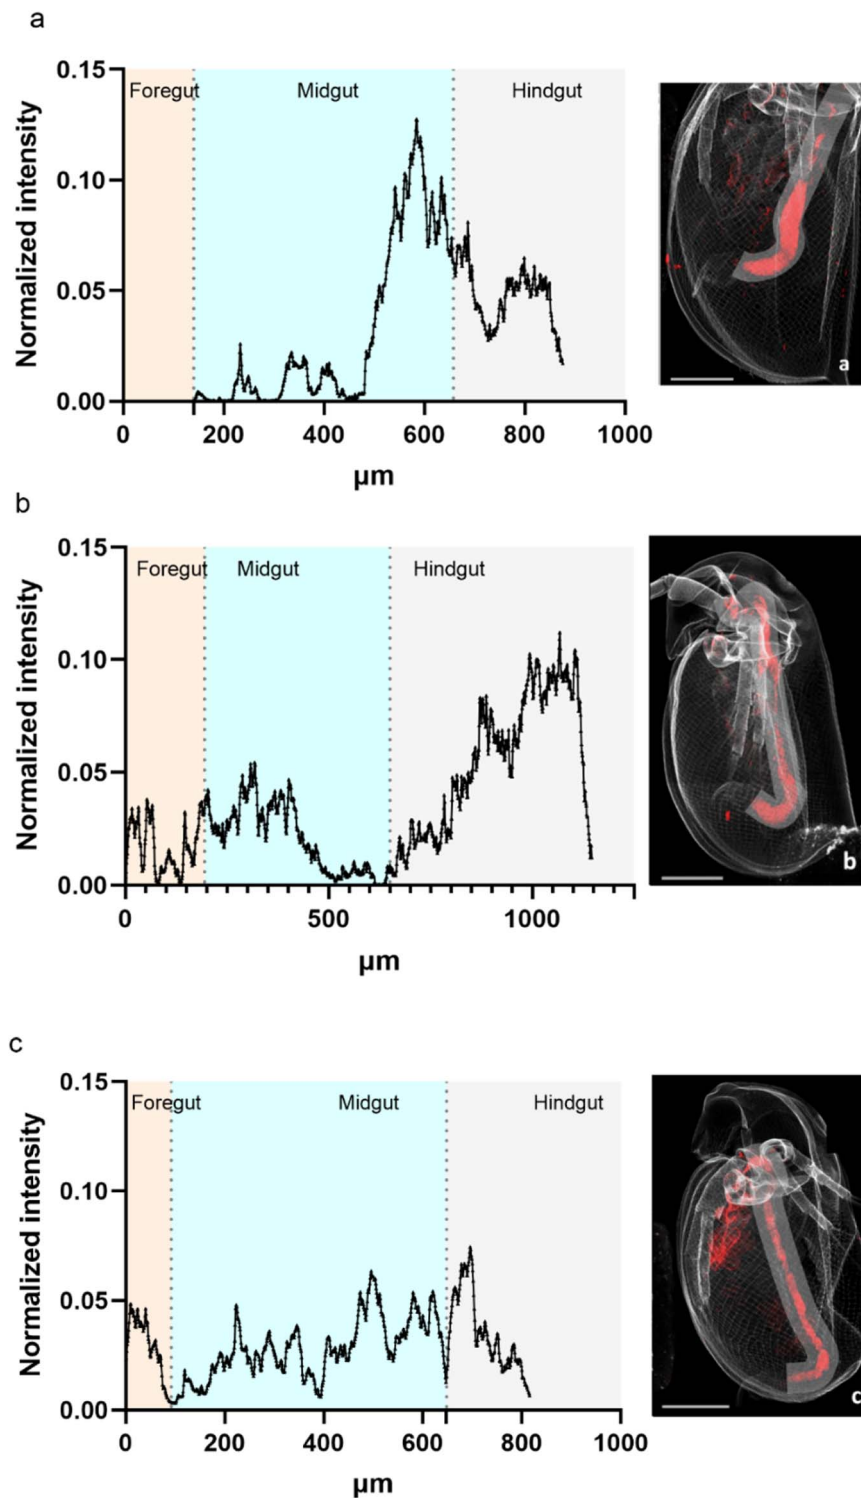 a
0.15
Foregut Midgut Hindgut
0.10
Normalized intensity
0.05
0.00
0 200 400 600 800 1000
µm
a
b
0.15
Foregut Midgut Hindgut
0.10
Normalized intensity
0.05
0.00
0 500 1000
µm
b
c
0.15
Foregut Midgut Hindgut
0.10
Normalized intensity
0.05
0.00
0 200 400 600 800 1000
µm
c